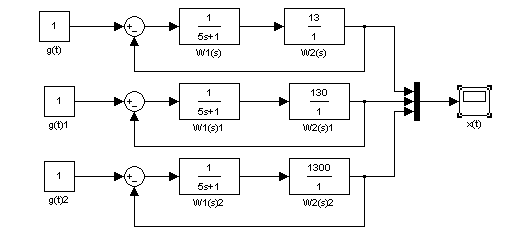 1
g(t)
+
−
1
5s+1
W1(s)
13
1
W2(s)
1
g(t)1
+
−
1
5s+1
W1(s)1
130
1
W2(s)1
x(t)
1
g(t)2
+
−
1
5s+1
W1(s)2
1300
1
W2(s)2